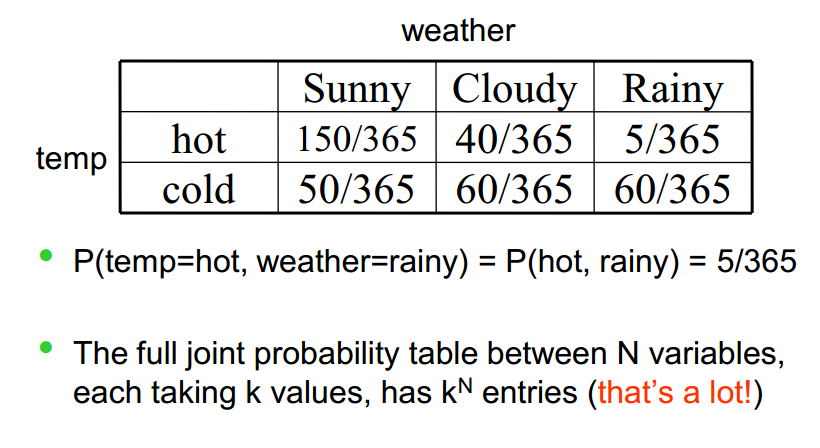 weather
Sunny Cloudy Rainy
temp
hot 150/365 40/365 5/365
cold 50/365 60/365 60/365
• P(temp=hot, weather=rainy) = P(hot, rainy) = 5/365
• The full joint probability table between N variables,
each taking k values, has kᴺ entries (that’s a lot!)